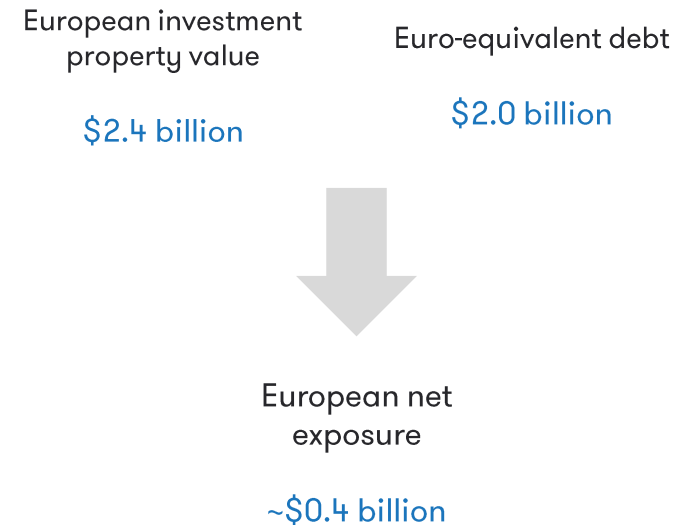 European investment
property value
$2.4 billion
Euro-equivalent debt
$2.0 billion
European net
exposure
~$0.4 billion